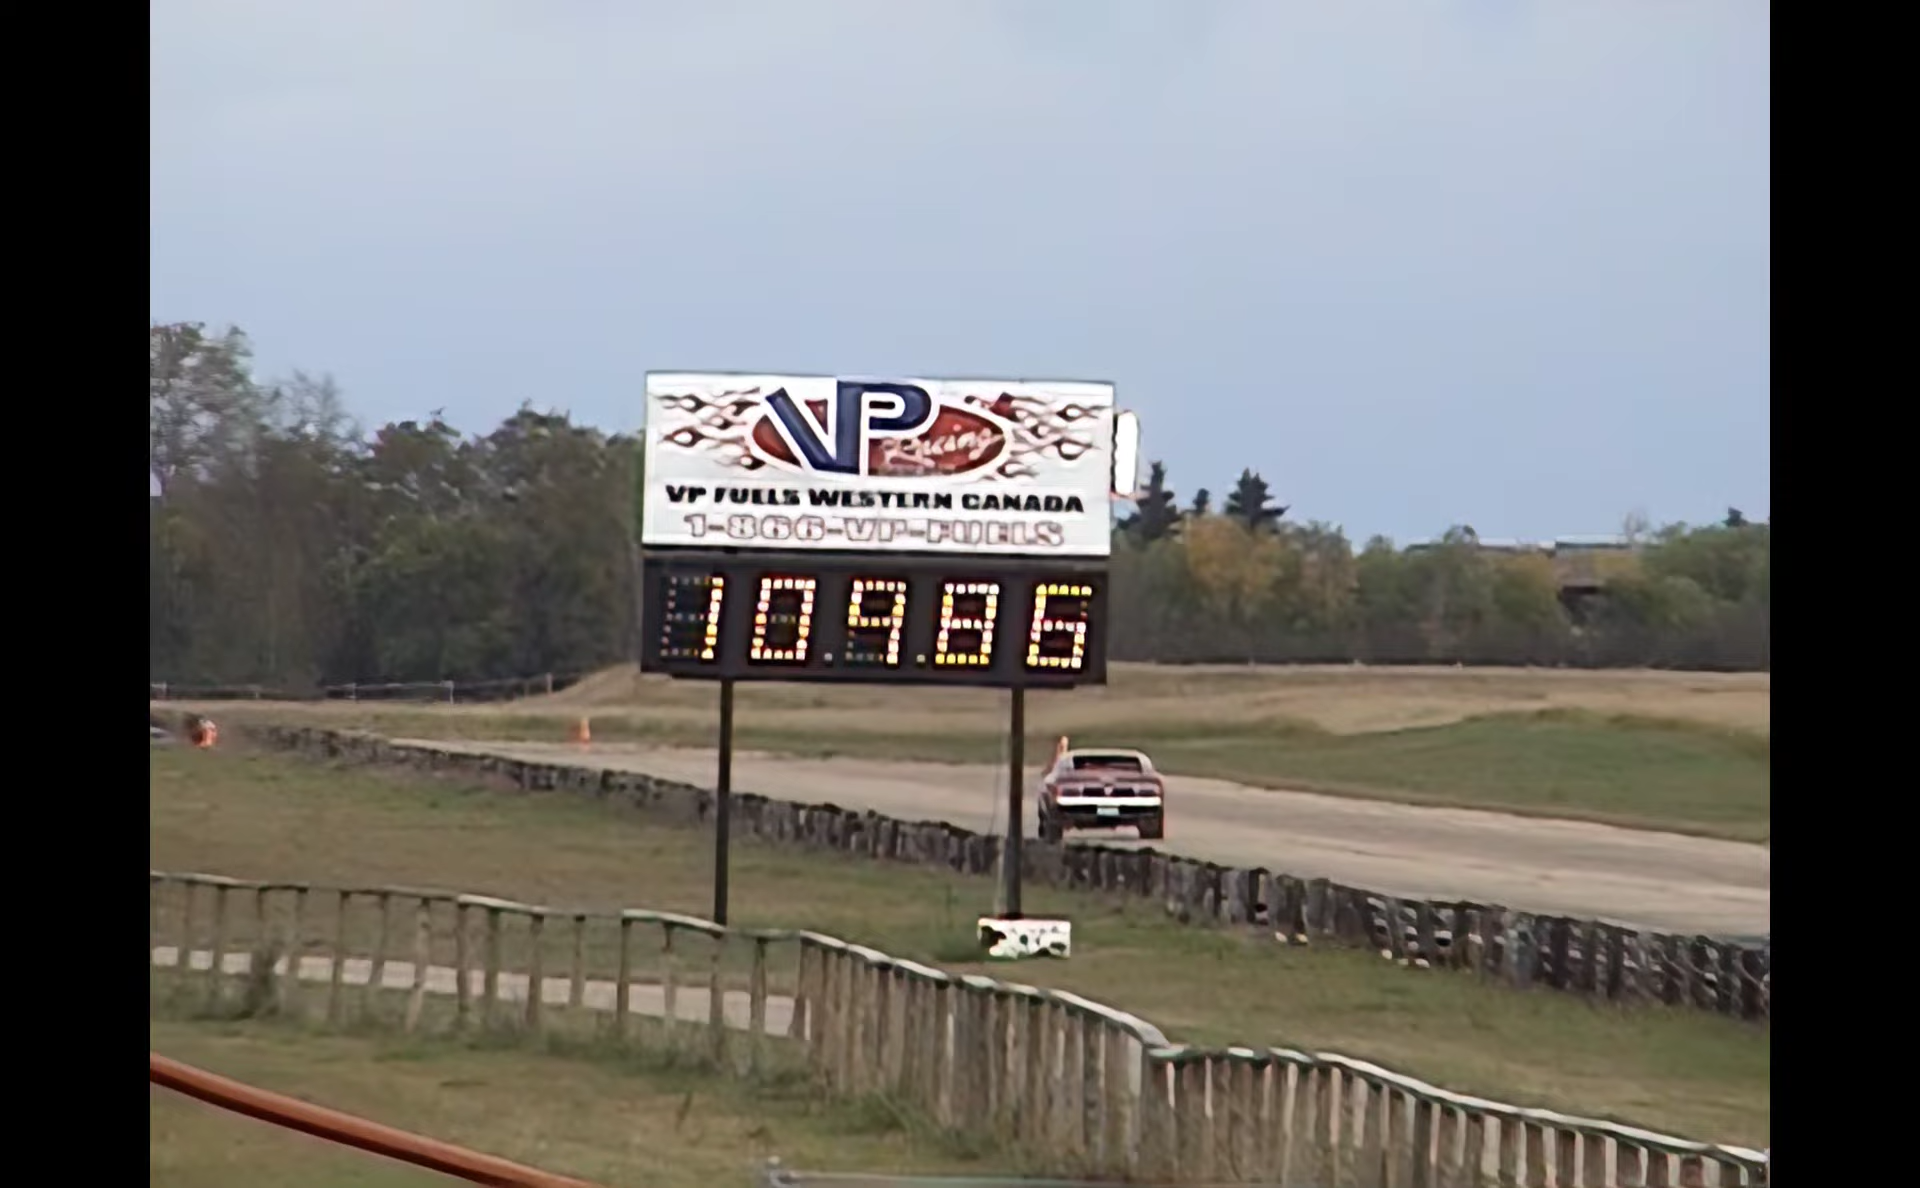 VP
Racing
VP FUELS WESTERN CANADA
1-866-VP-FUELS
109.86